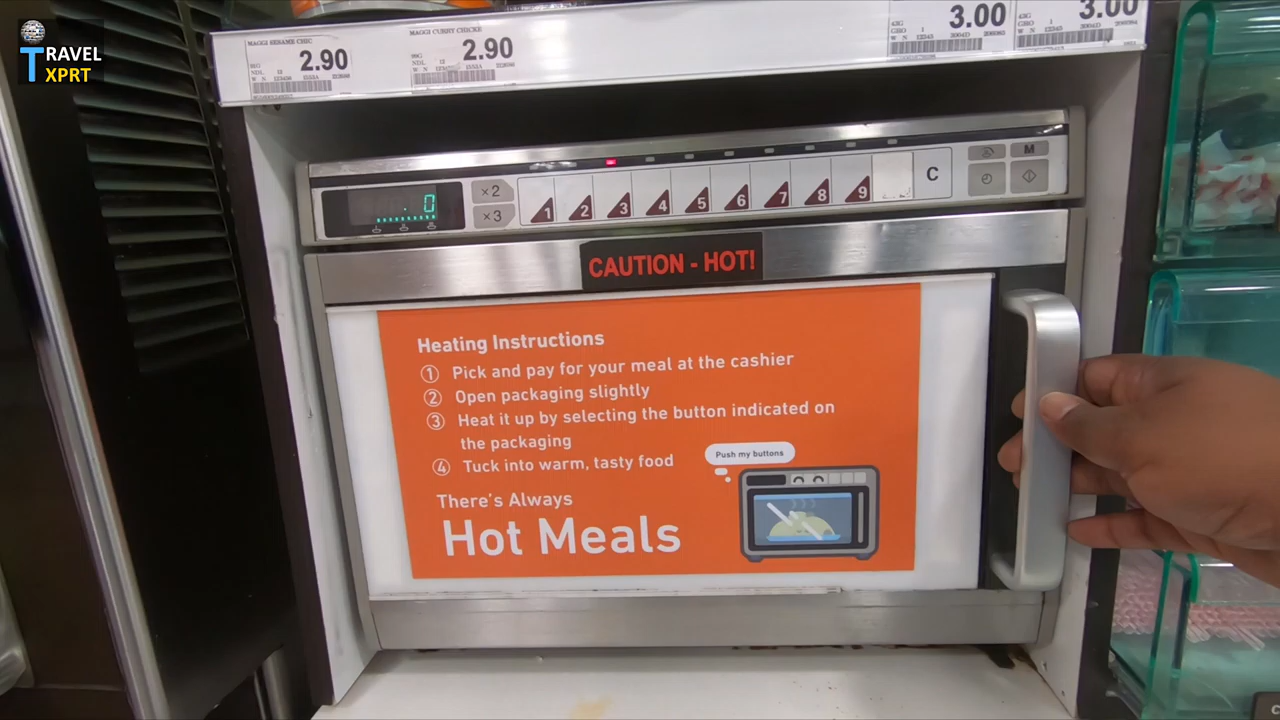 TRAVEL
XPRT
MAGGI SESAME CHIC
2.90
MAGGI CURRY CHICKE
2.90
3.00
3.00
.0
×2
×3
1 2 3 4 5 6 7 8 9
C
M
CAUTION - HOT!
Heating Instructions
1 Pick and pay for your meal at the cashier
2 Open packaging slightly
3 Heat it up by selecting the button indicated on
the packaging
4 Tuck into warm, tasty food
Push my buttons
There's Always
Hot Meals